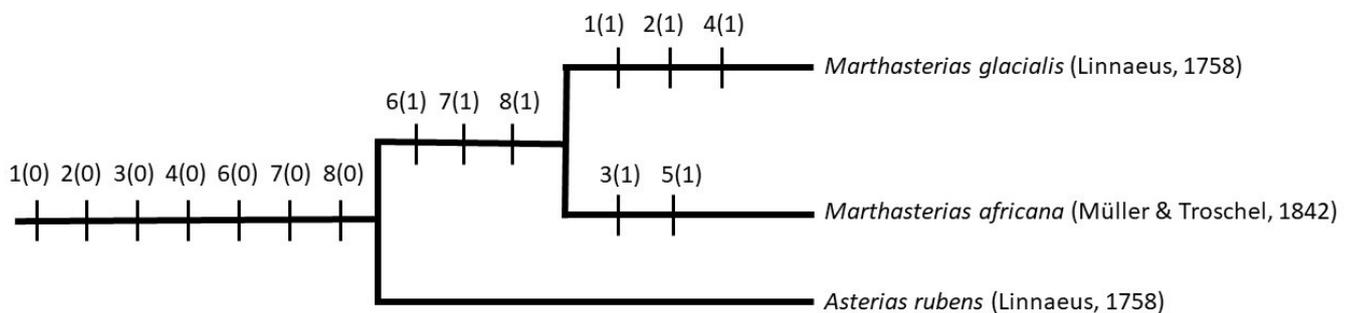 1(1) 2(1) 4(1)
Marthasterias glacialis (Linnaeus, 1758)
6(1) 7(1) 8(1)
1(0) 2(0) 3(0) 4(0) 6(0) 7(0) 8(0)
3(1) 5(1)
Marthasterias africana (Müller & Troschel, 1842)
Asterias rubens (Linnaeus, 1758)